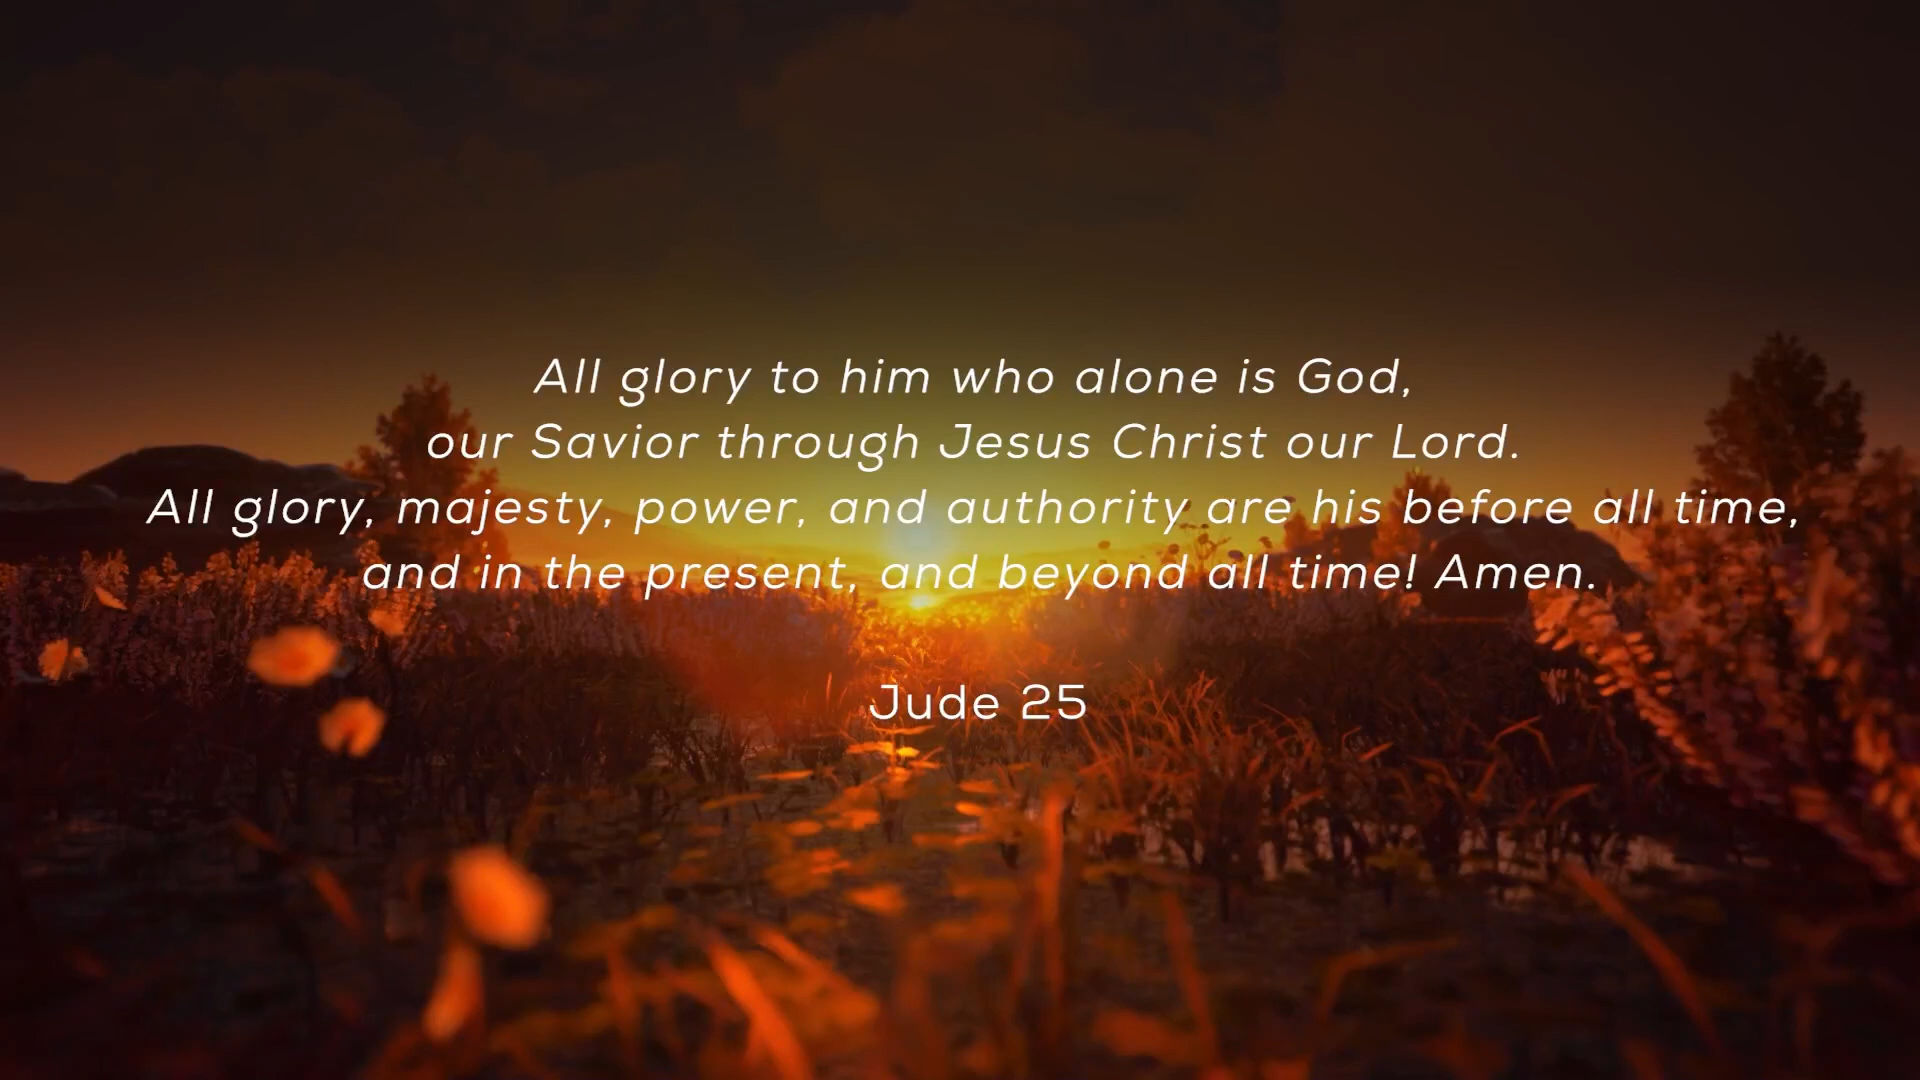 All glory to him who alone is God,
our Savior through Jesus Christ our Lord.
All glory, majesty, power, and authority are his before all time,
and in the present, and beyond all time! Amen.
Jude 25